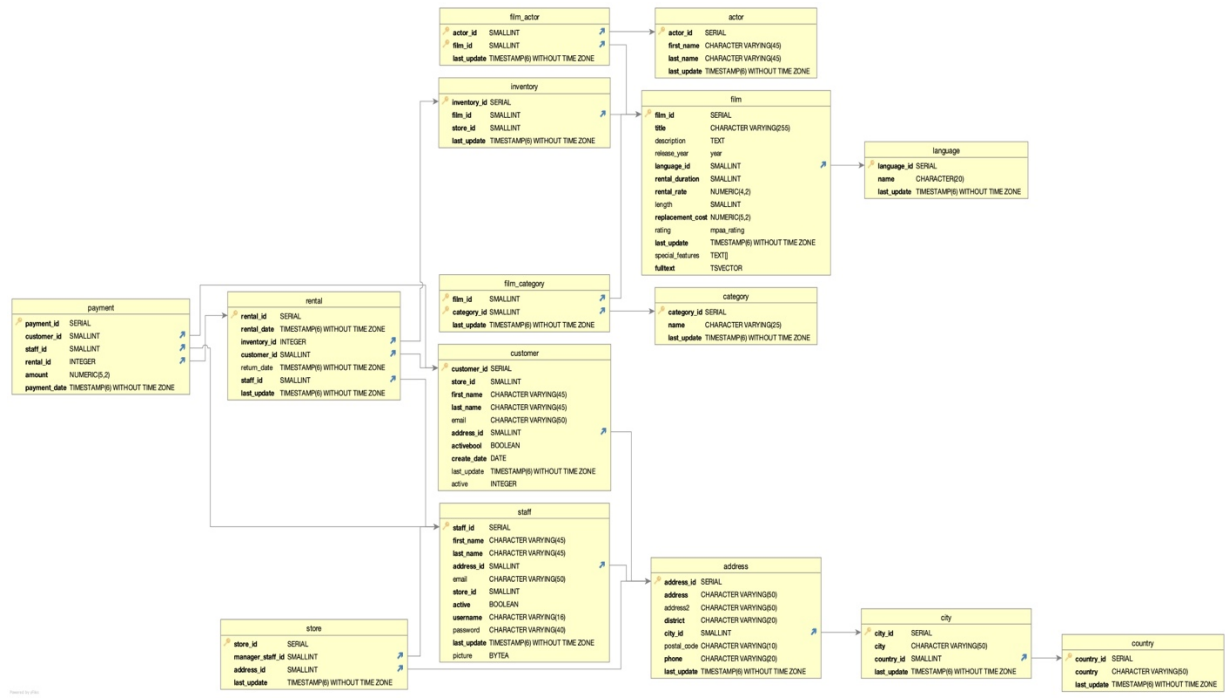 film_actor
actor_id SMALLINT
film_id SMALLINT
last_update TIMESTAMP(6) WITHOUT TIME ZONE
actor
actor_id SERIAL
first_name CHARACTER VARYING(45)
last_name CHARACTER VARYING(45)
last_update TIMESTAMP(6) WITHOUT TIME ZONE
inventory
inventory_id SERIAL
film_id SMALLINT
store_id SMALLINT
last_update TIMESTAMP(6) WITHOUT TIME ZONE
film
film_id SERIAL
title CHARACTER VARYING(255)
description TEXT
release_year year
language_id SMALLINT
rental_duration SMALLINT
rental_rate NUMERIC(4,2)
length SMALLINT
replacement_cost NUMERIC(5,2)
rating mpaa_rating
last_update TIMESTAMP(6) WITHOUT TIME ZONE
special_features TEXT[]
fulltext TSVECTOR
language
language_id SERIAL
name CHARACTER(20)
last_update TIMESTAMP(6) WITHOUT TIME ZONE
film_category
film_id SMALLINT
category_id SMALLINT
last_update TIMESTAMP(6) WITHOUT TIME ZONE
category
category_id SERIAL
name CHARACTER VARYING(25)
last_update TIMESTAMP(6) WITHOUT TIME ZONE
payment
payment_id SERIAL
customer_id SMALLINT
staff_id SMALLINT
rental_id INTEGER
amount NUMERIC(5,2)
payment_date TIMESTAMP(6) WITHOUT TIME ZONE
rental
rental_id SERIAL
rental_date TIMESTAMP(6) WITHOUT TIME ZONE
inventory_id INTEGER
customer_id SMALLINT
return_date TIMESTAMP(6) WITHOUT TIME ZONE
staff_id SMALLINT
last_update TIMESTAMP(6) WITHOUT TIME ZONE
customer
customer_id SERIAL
store_id SMALLINT
first_name CHARACTER VARYING(45)
last_name CHARACTER VARYING(45)
email CHARACTER VARYING(50)
address_id SMALLINT
activebool BOOLEAN
create_date DATE
last_update TIMESTAMP(6) WITHOUT TIME ZONE
active INTEGER
staff
staff_id SERIAL
first_name CHARACTER VARYING(45)
last_name CHARACTER VARYING(45)
address_id SMALLINT
email CHARACTER VARYING(50)
store_id SMALLINT
active BOOLEAN
username CHARACTER VARYING(16)
password CHARACTER VARYING(40)
last_update TIMESTAMP(6) WITHOUT TIME ZONE
picture BYTEA
store
store_id SERIAL
manager_staff_id SMALLINT
address_id SMALLINT
last_update TIMESTAMP(6) WITHOUT TIME ZONE
address
address_id SERIAL
address CHARACTER VARYING(50)
address2 CHARACTER VARYING(50)
district CHARACTER VARYING(20)
city_id SMALLINT
postal_code CHARACTER VARYING(10)
phone CHARACTER VARYING(20)
last_update TIMESTAMP(6) WITHOUT TIME ZONE
city
city_id SERIAL
city CHARACTER VARYING(50)
country_id SMALLINT
last_update TIMESTAMP(6) WITHOUT TIME ZONE
country
country_id SERIAL
country CHARACTER VARYING(50)
last_update TIMESTAMP(6) WITHOUT TIME ZONE